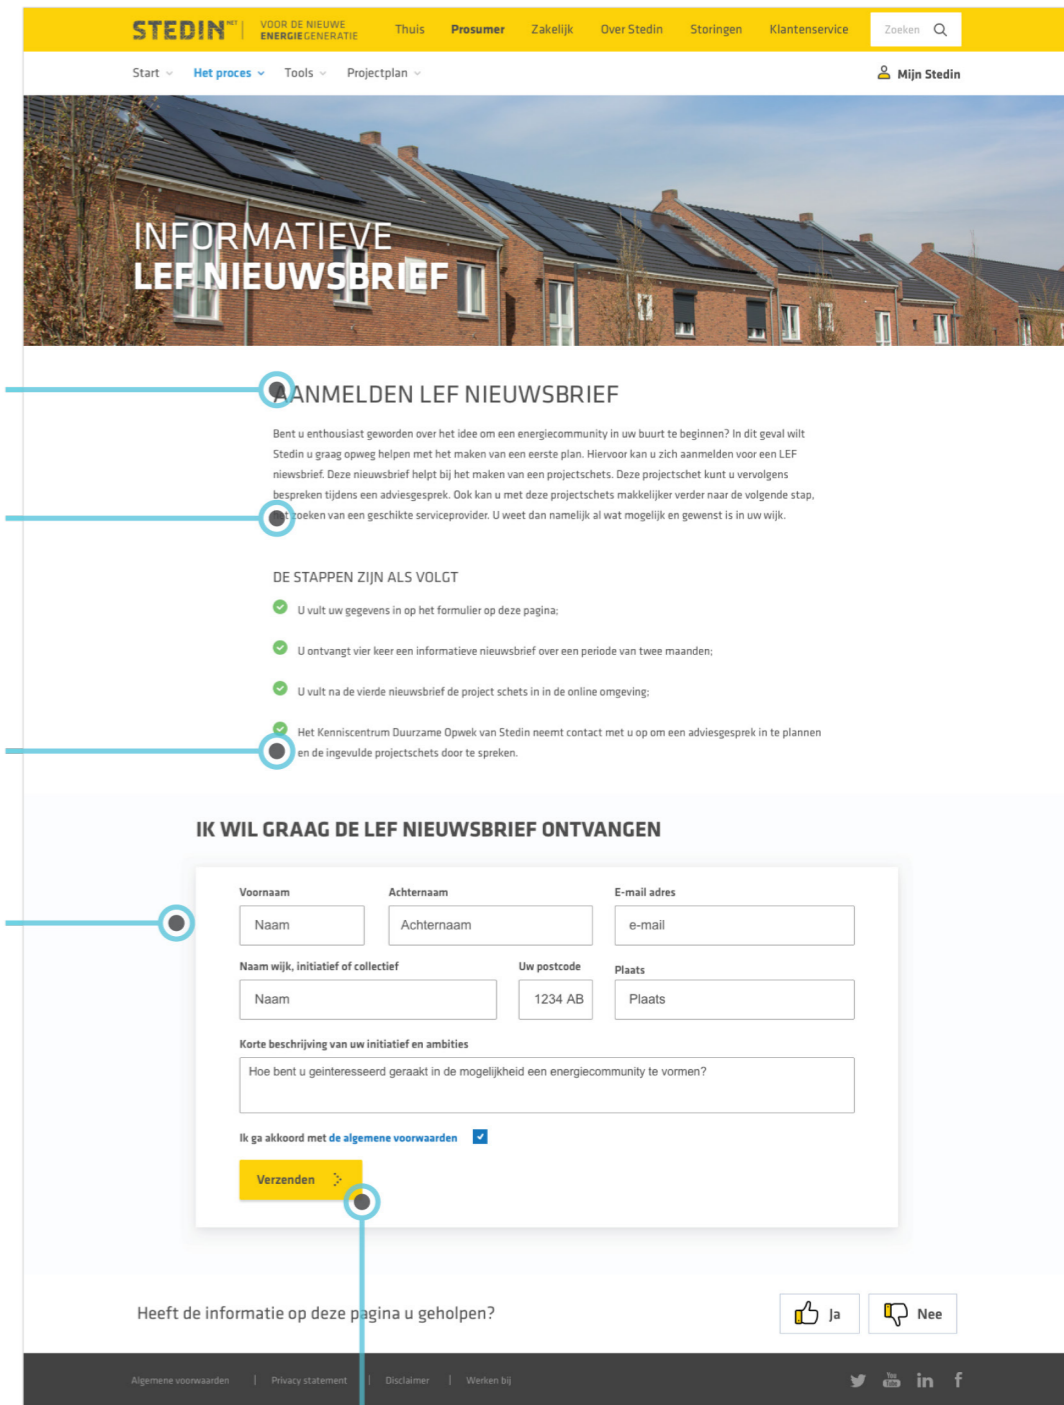 STEDIN NET VOOR DE NIEUWE
ENERGIEGENERATIE
Thuis Prosumer Zakelijk Over Stedin Storingen Klantenservice Zoeken
Start Het proces Tools Projectplan Mijn Stedin
INFORMATIEVE
LEF NIEUWSBRIEF
AANMELDEN LEF NIEUWSBRIEF
Bent u enthousiast geworden over het idee om een energiecommunity in uw buurt te beginnen? In dit geval wilt
Stedin u graag opweg helpen met het maken van een eerste plan. Hiervoor kan u zich aanmelden voor een LEF
niewsbrief. Deze nieuwsbrief helpt bij het maken van een projectschets. Deze projectschet kunt u vervolgens
bespreken tijdens een adviesgesprek. Ook kan u met deze projectschets makkelijker verder naar de volgende stap,
het zoeken van een geschikte serviceprovider. U weet dan namelijk al wat mogelijk en gewenst is in uw wijk.
DE STAPPEN ZIJN ALS VOLGT
U vult uw gegevens in op het formulier op deze pagina;
U ontvangt vier keer een informatieve nieuwsbrief over een periode van twee maanden;
U vult na de vierde nieuwsbrief de project schets in in de online omgeving;
Het Kenniscentrum Duurzame Opwek van Stedin neemt contact met u op om een adviesgesprek in te plannen
en de ingevulde projectschets door te spreken.
IK WIL GRAAG DE LEF NIEUWSBRIEF ONTVANGEN
Voornaam Achternaam E-mail adres
Naam Achternaam e-mail
Naam wijk, initiatief of collectief Uw postcode Plaats
Naam 1234 AB Plaats
Korte beschrijving van uw initiatief en ambities
Hoe bent u geinteresseerd geraakt in de mogelijkheid een energiecommunity te vormen?
Ik ga akkoord met de algemene voorwaarden
Verzenden
Heeft de informatie op deze pagina u geholpen? Ja Nee
Algemene voorwaarden | Privacy statement | Disclaimer | Werken bij You Tube in f